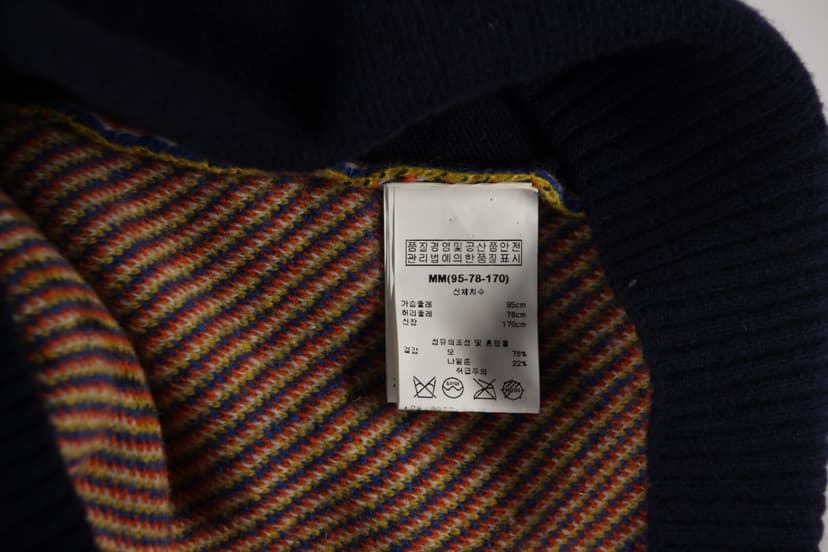 품질경영및공산품안전
관리법에의한품질표시
MM(95-78-170)
신체치수
가슴둘레 95cm
허리둘레 78cm
신장 170cm
섬유의조성 및 혼용율
겉감 모 78%
나일론 22%
취급주의
드라이